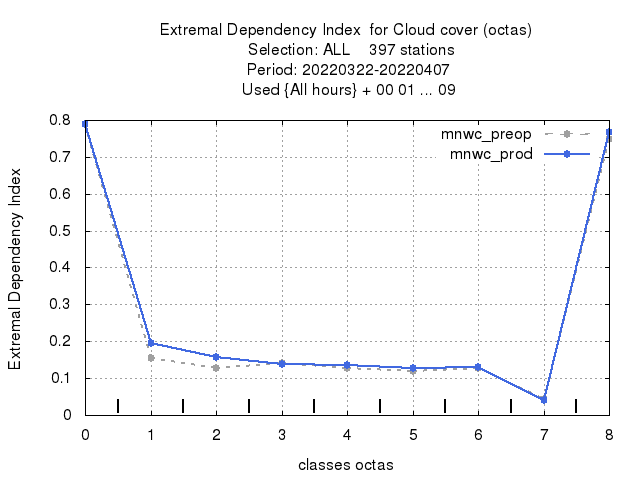 Extremal Dependency Index  for Cloud cover (octas)
Selection: ALL    397 stations
Period: 20220322-20220407
Used {All hours} + 00 01 ... 09
mnwc_preop
mnwc_prod
Extremal Dependency Index
0.8
0.7
0.6
0.5
0.4
0.3
0.2
0.1
0
0 1 2 3 4 5 6 7 8
classes octas